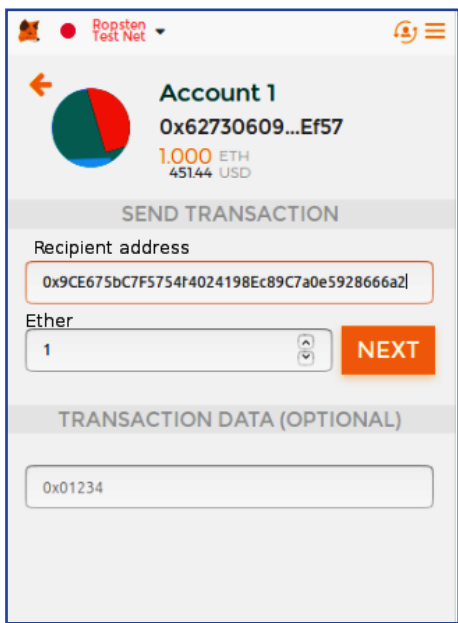 Ropsten
Test Net
Account 1
0x62730609...Ef57
1.000 ETH
451.44 USD
SEND TRANSACTION
Recipient address
0x9CE675bC7F5754f4024198Ec89C7a0e5928666a2
Ether
1
NEXT
TRANSACTION DATA (OPTIONAL)
0x01234